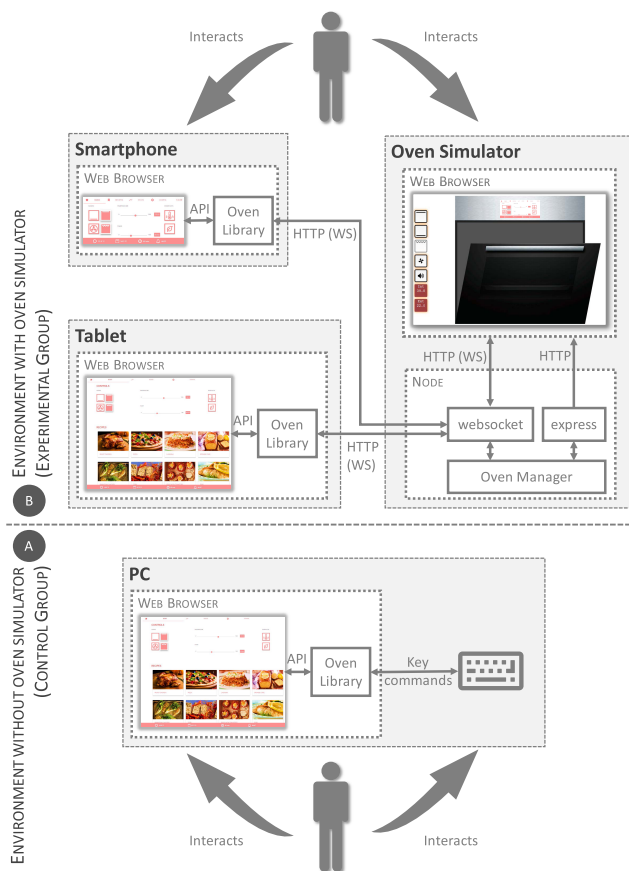 Interacts
Interacts
Smartphone
WEB BROWSER
API
Oven
Library
HTTP (WS)
Oven Simulator
WEB BROWSER
HTTP (WS)
HTTP
NODE
websocket
express
Oven Manager
Tablet
WEB BROWSER
API
Oven
Library
HTTP
(WS)
ENVIRONMENT WITH OVEN SIMULATOR
(EXPERIMENTAL GROUP)
B
A
ENVIRONMENT WITHOUT OVEN SIMULATOR
(CONTROL GROUP)
PC
WEB BROWSER
API
Oven
Library
Key
commands
Interacts
Interacts